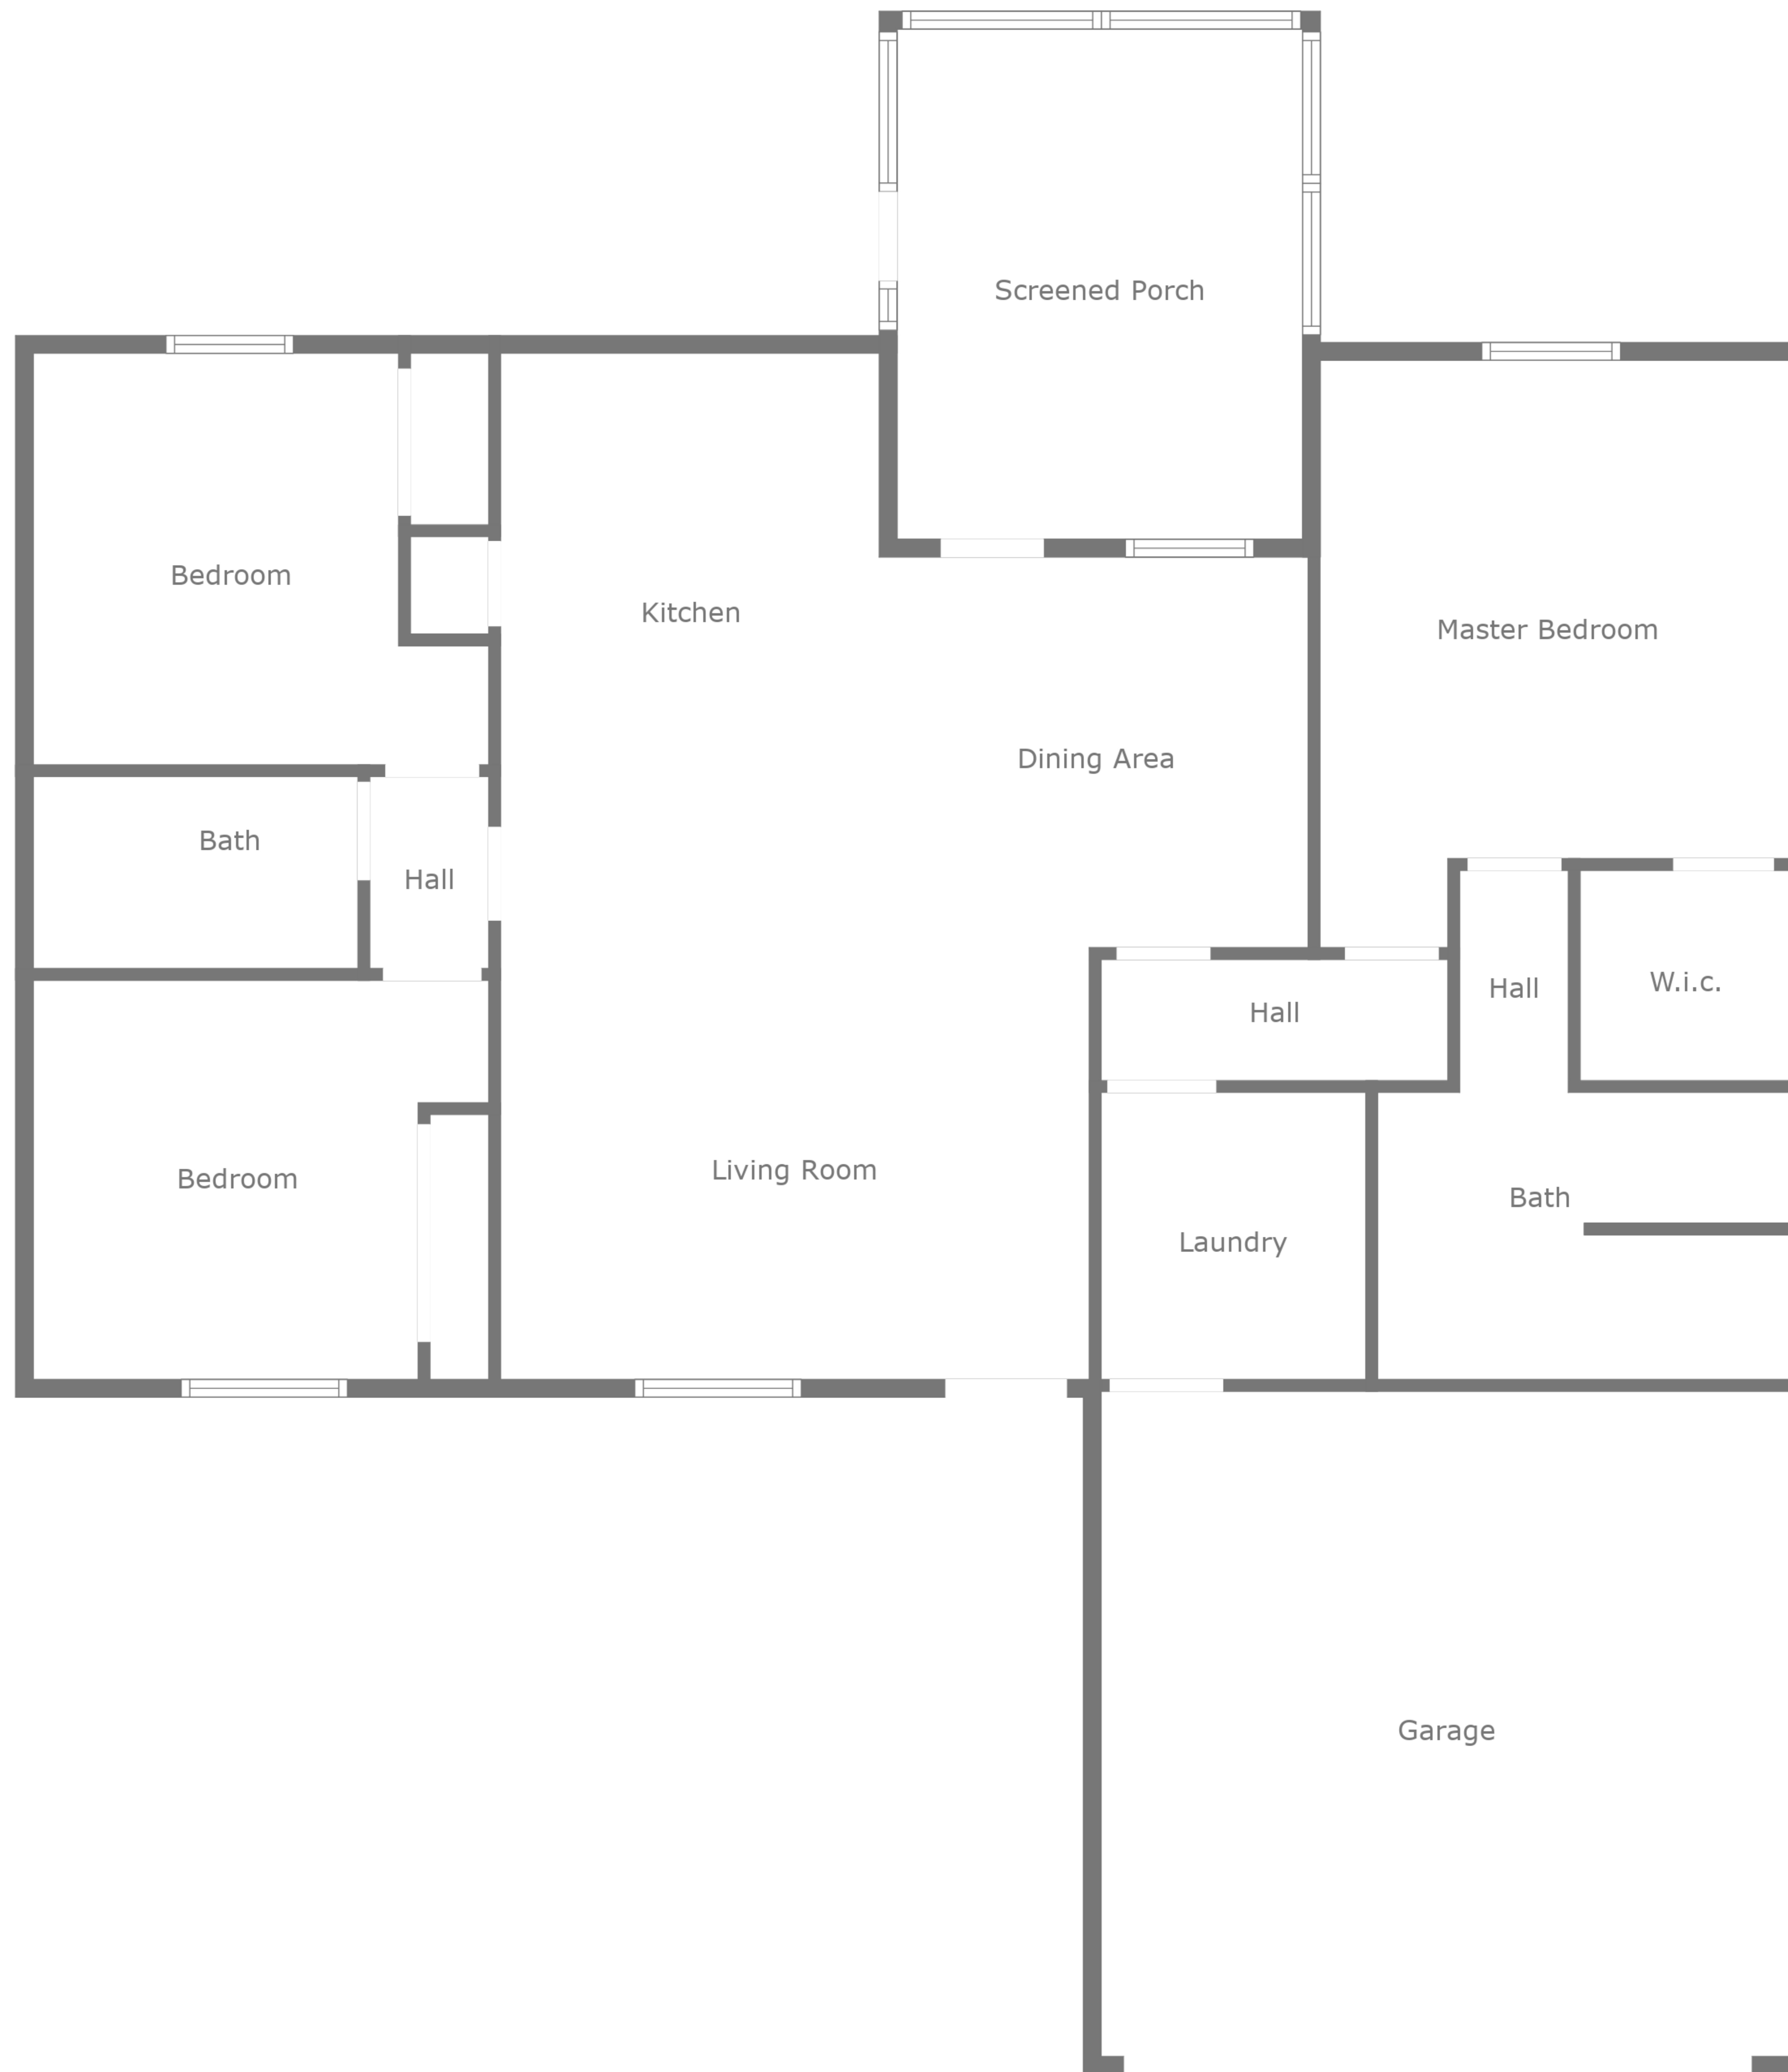 Screened Porch
Bedroom
Kitchen
Master Bedroom
Dining Area
Bath
Hall
Hall
W.i.c.
Hall
Living Room
Bedroom
Bath
Laundry
Garage